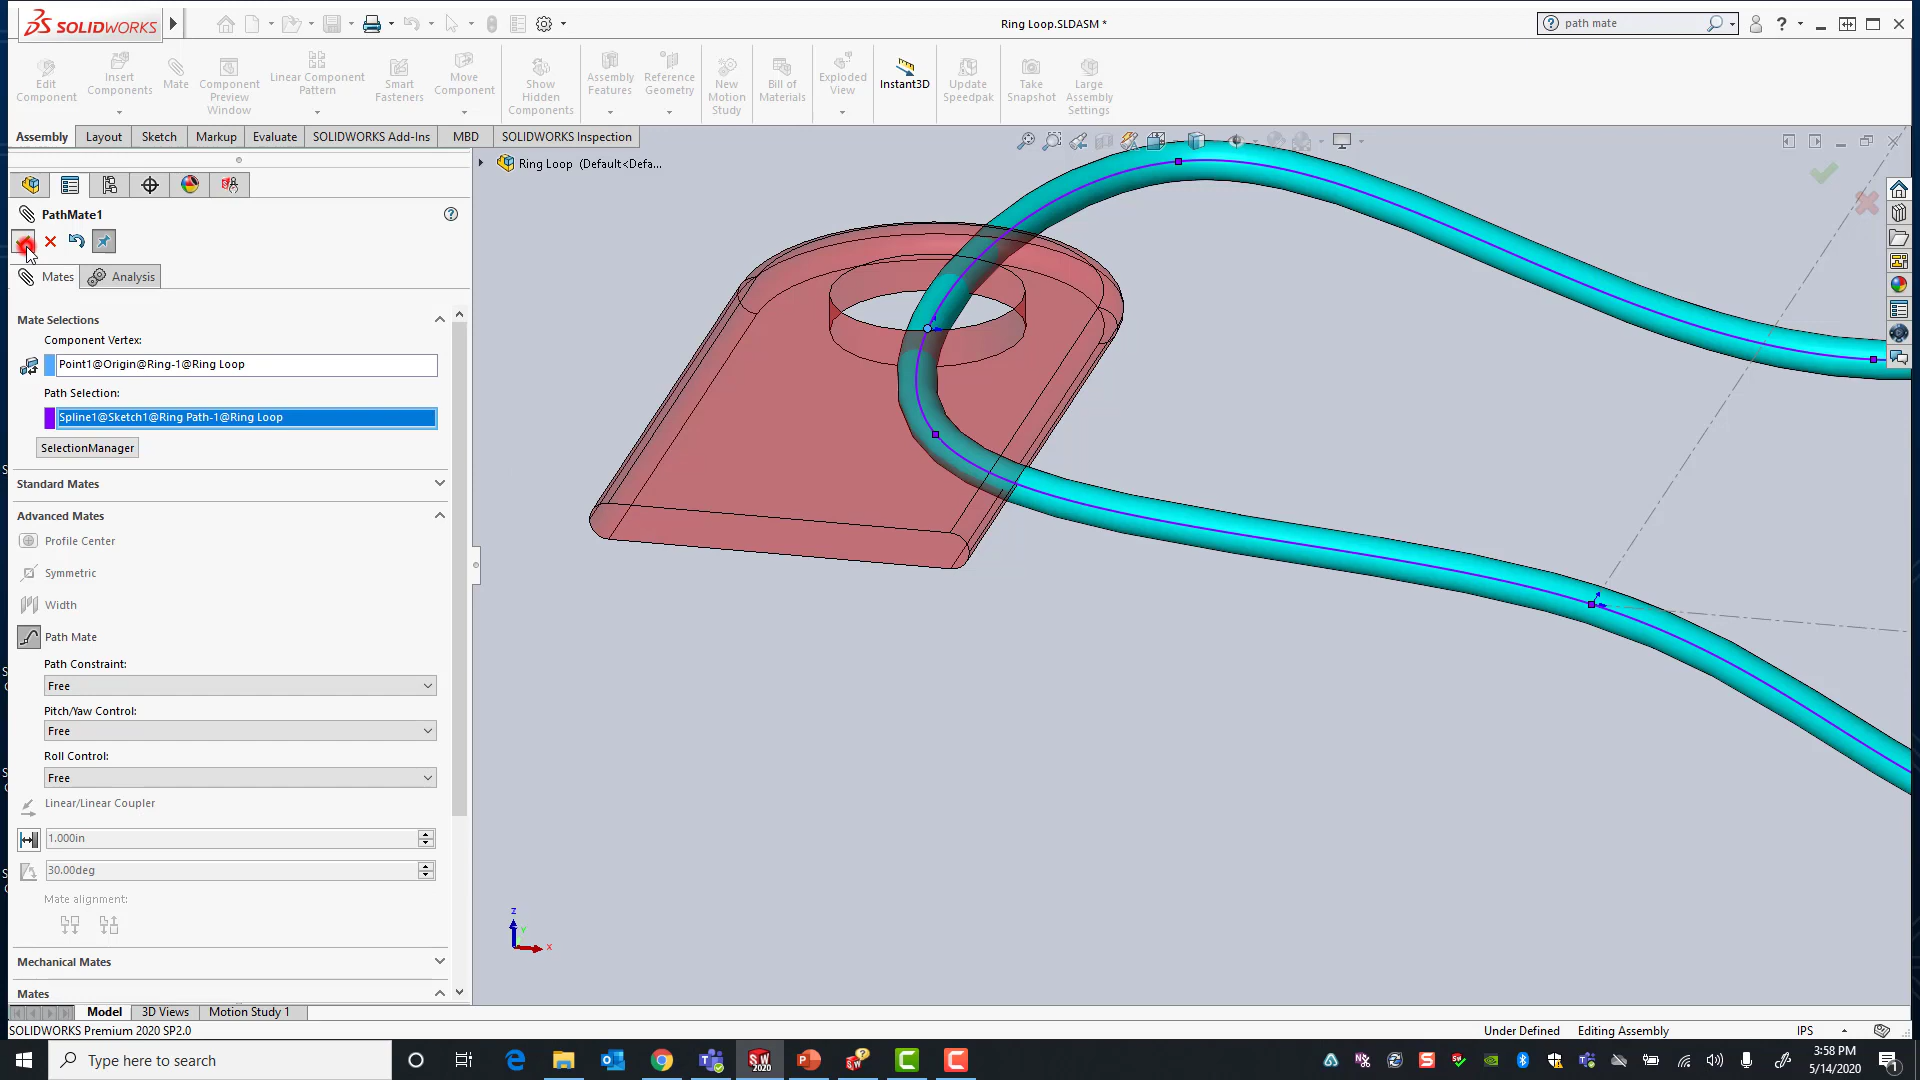 SOLIDWORKS
Ring Loop.SLDASM *
path mate
Edit Component
Insert Components
Mate
Component Preview Window
Linear Component Pattern
Smart Fasteners
Move Component
Show Hidden Components
Assembly Features
Reference Geometry
New Motion Study
Bill of Materials
Exploded View
Instant3D
Update Speedpak
Take Snapshot
Large Assembly Settings
Assembly
Layout
Sketch
Markup
Evaluate
SOLIDWORKS Add-Ins
MBD
SOLIDWORKS Inspection
Ring Loop (Default<Defa...
PathMate1
Mates
Analysis
Mate Selections
Component Vertex:
Point1@Origin@Ring-1@Ring Loop
Path Selection:
Spline1@Sketch1@Ring Path-1@Ring Loop
SelectionManager
Standard Mates
Advanced Mates
Profile Center
Symmetric
Width
Path Mate
Path Constraint:
Free
Pitch/Yaw Control:
Free
Roll Control:
Free
Linear/Linear Coupler
1.000in
30.00deg
Mate alignment:
Mechanical Mates
Mates
Z
Y
X
Model
3D Views
Motion Study 1
SOLIDWORKS Premium 2020 SP2.0
Under Defined
Editing Assembly
IPS
Type here to search
SW
2020
3:58 PM
5/14/2020
1